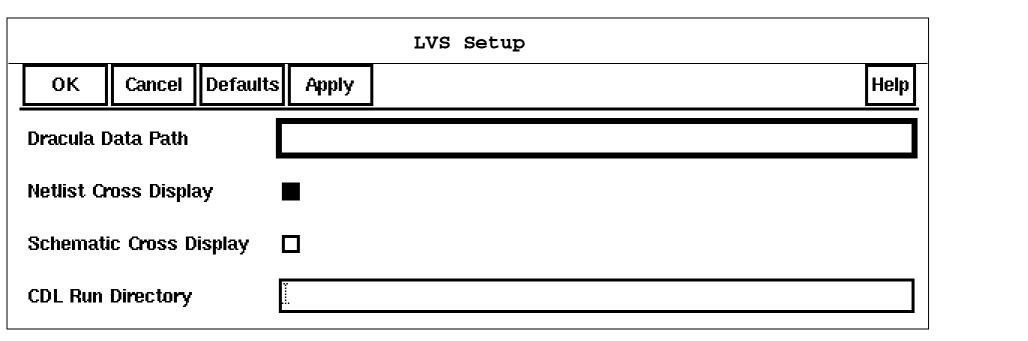 LVS Setup
OK Cancel Defaults Apply Help
Dracula Data Path
Netlist Cross Display
Schematic Cross Display
CDL Run Directory